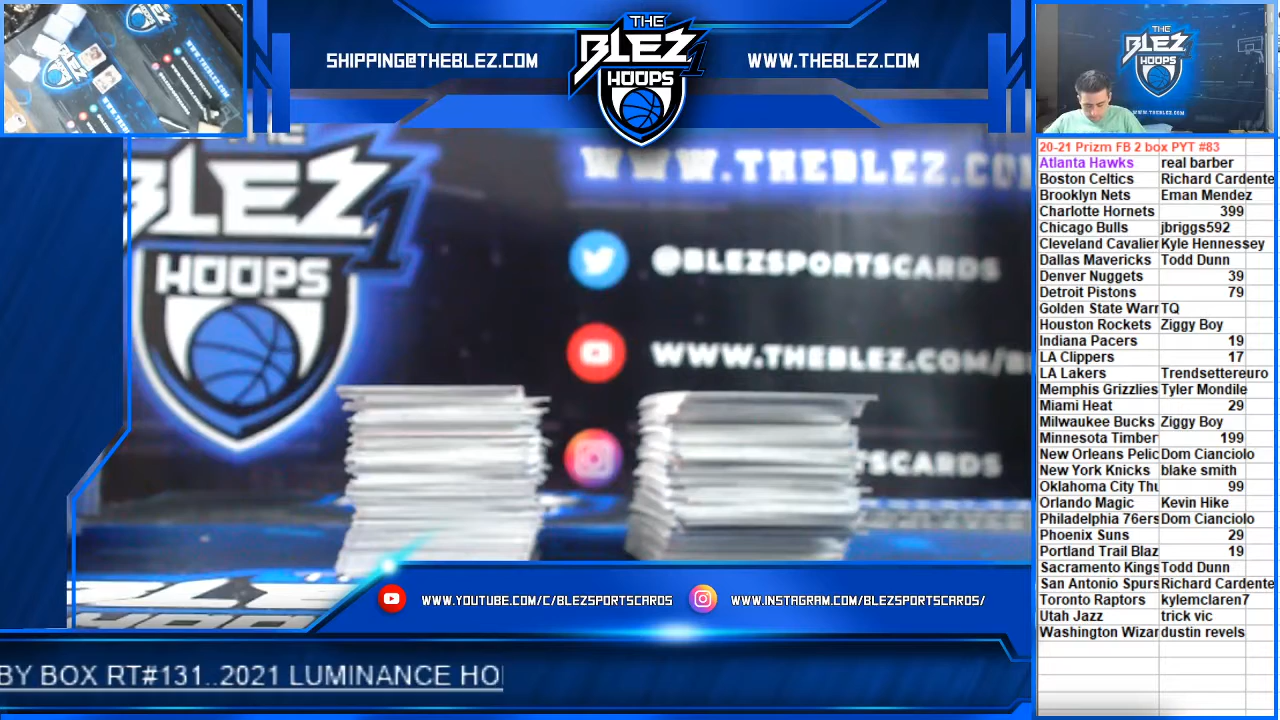 SHIPPING@THEBLEZ.COM
THE
BLEZ 1
HOOPS
WWW.THEBLEZ.COM
THE
BLEZ
HOOPS
WWW.THEBLEZ.COM
BLEZ 1
HOOPS
WWW.THEBLEZ.CO
@BLEZSPORTSCARDS
WWW.THEBLEZ.COM/B
SCARDS
WWW.YOUTUBE.COM/C/BLEZSPORTSCARDS
WWW.INSTAGRAM.COM/BLEZSPORTSCARDS/
BY BOX RT#131..2021 LUMINANCE HO
20-21 Prizm FB 2 box PYT #83
Atlanta Hawks real barber
Boston Celtics Richard Cardente
Brooklyn Nets Eman Mendez
Charlotte Hornets 399
Chicago Bulls jbriggs592
Cleveland Cavalier Kyle Hennessey
Dallas Mavericks Todd Dunn
Denver Nuggets 39
Detroit Pistons 79
Golden State Warr TQ
Houston Rockets Ziggy Boy
Indiana Pacers 19
LA Clippers 17
LA Lakers Trendsettereuro
Memphis Grizzlies Tyler Mondile
Miami Heat 29
Milwaukee Bucks Ziggy Boy
Minnesota Timber 199
New Orleans Pelic Dom Cianciolo
New York Knicks blake smith
Oklahoma City Thu 99
Orlando Magic Kevin Hike
Philadelphia 76ers Dom Cianciolo
Phoenix Suns 29
Portland Trail Blaz 19
Sacramento Kings Todd Dunn
San Antonio Spurs Richard Cardente
Toronto Raptors kylemclaren7
Utah Jazz trick vic
Washington Wizar dustin revels